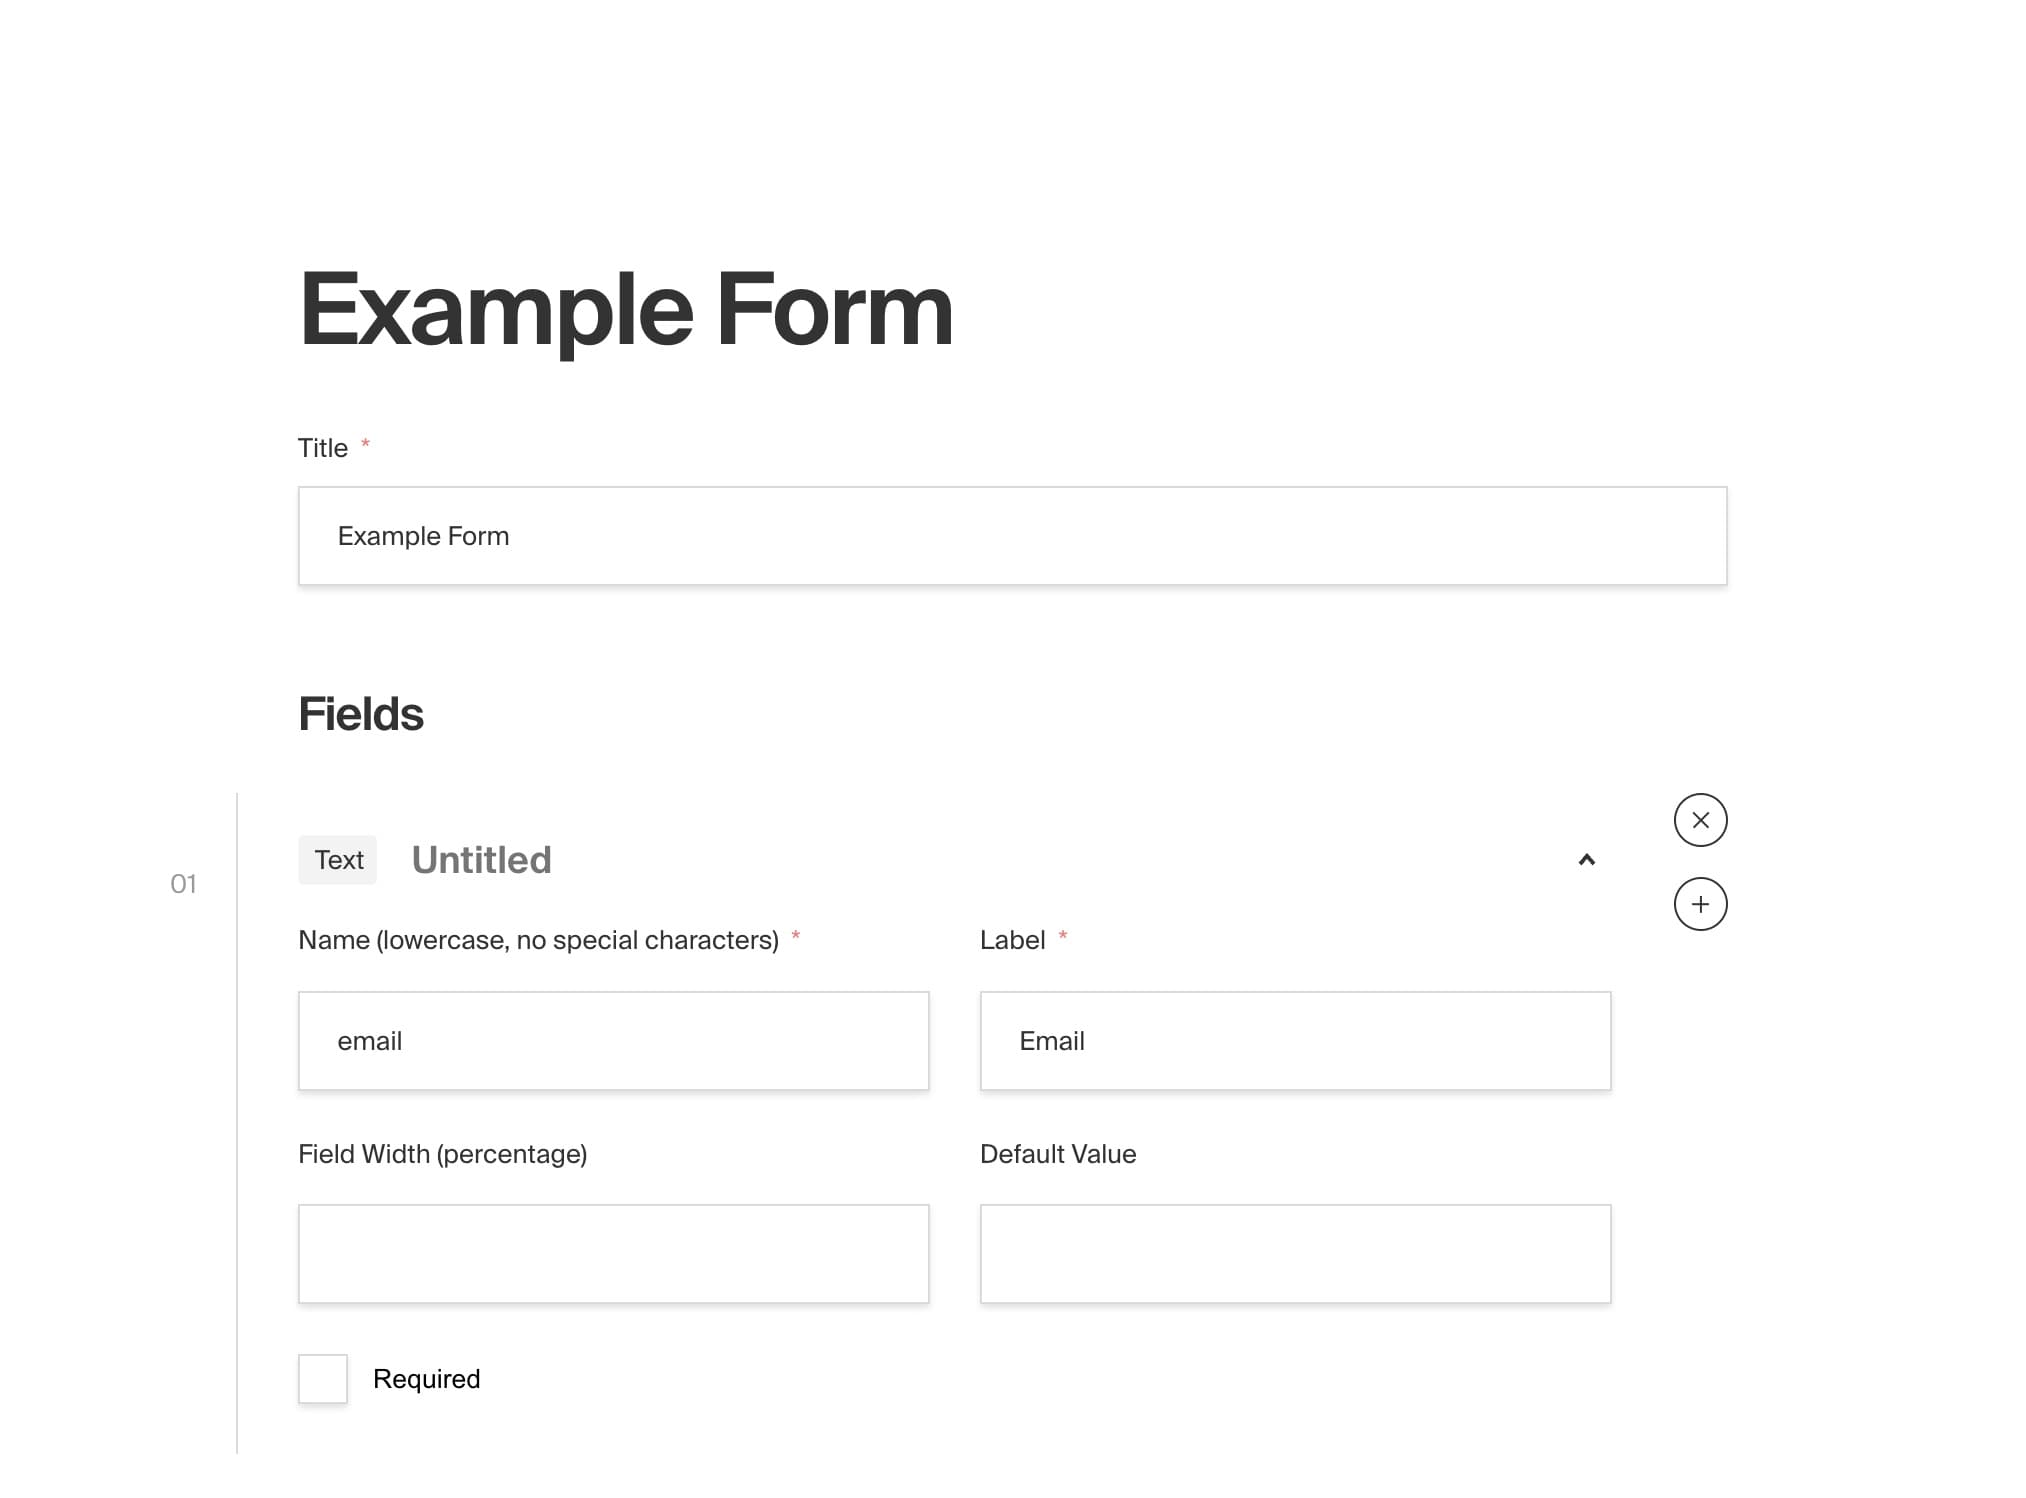 Example Form
Title *
Example Form
Fields
01
Text Untitled
Name (lowercase, no special characters) * Label *
email Email
Field Width (percentage) Default Value
Required